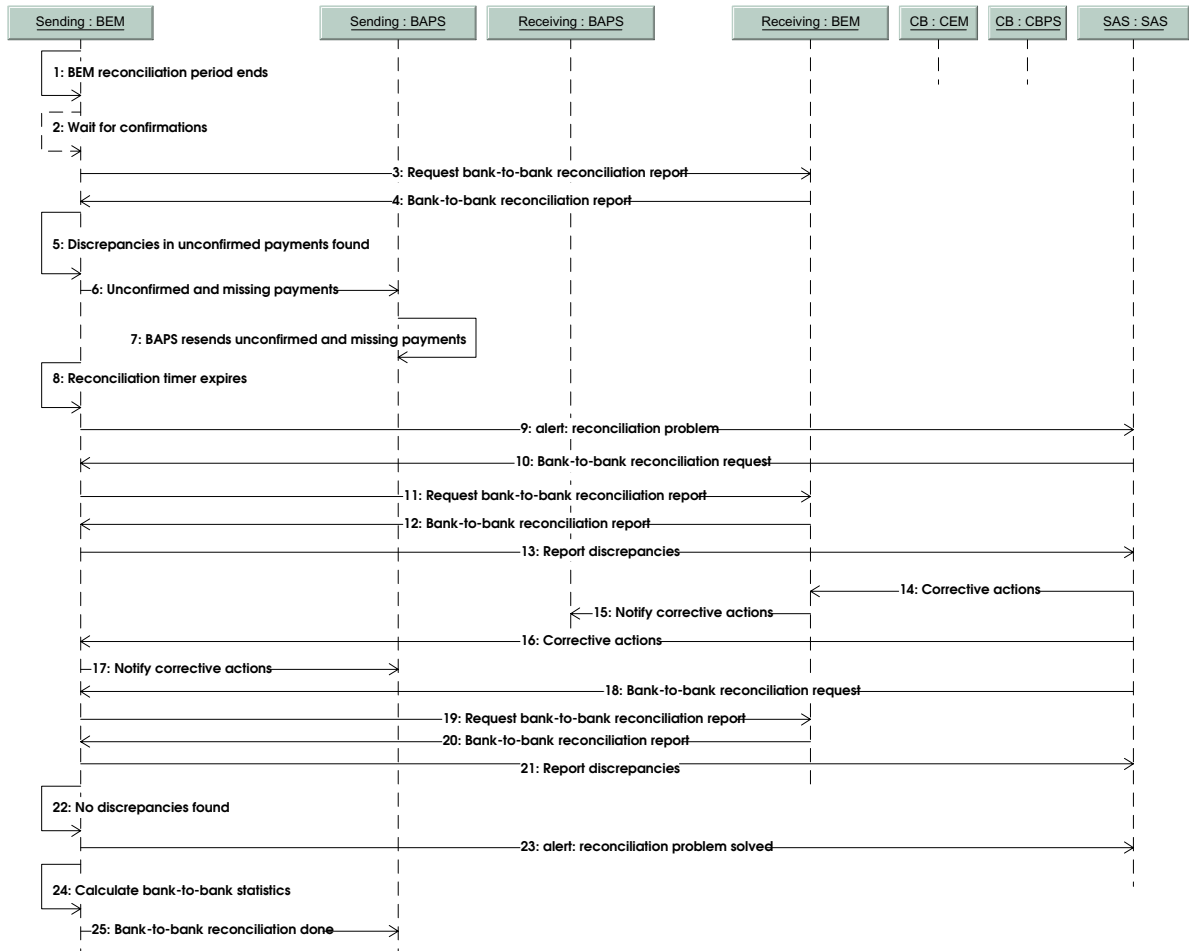 Sending : BEM
Sending : BAPS
Receiving : BAPS
Receiving : BEM
CB : CEM
CB : CBPS
SAS : SAS
1: BEM reconciliation period ends
2: Wait for confirmations
3: Request bank-to-bank reconciliation report
4: Bank-to-bank reconciliation report
5: Discrepancies in unconfirmed payments found
6: Unconfirmed and missing payments
7: BAPS resends unconfirmed and missing payments
8: Reconciliation timer expires
9: alert: reconciliation problem
10: Bank-to-bank reconciliation request
11: Request bank-to-bank reconciliation report
12: Bank-to-bank reconciliation report
13: Report discrepancies
14: Corrective actions
15: Notify corrective actions
16: Corrective actions
17: Notify corrective actions
18: Bank-to-bank reconciliation request
19: Request bank-to-bank reconciliation report
20: Bank-to-bank reconciliation report
21: Report discrepancies
22: No discrepancies found
23: alert: reconciliation problem solved
24: Calculate bank-to-bank statistics
25: Bank-to-bank reconciliation done